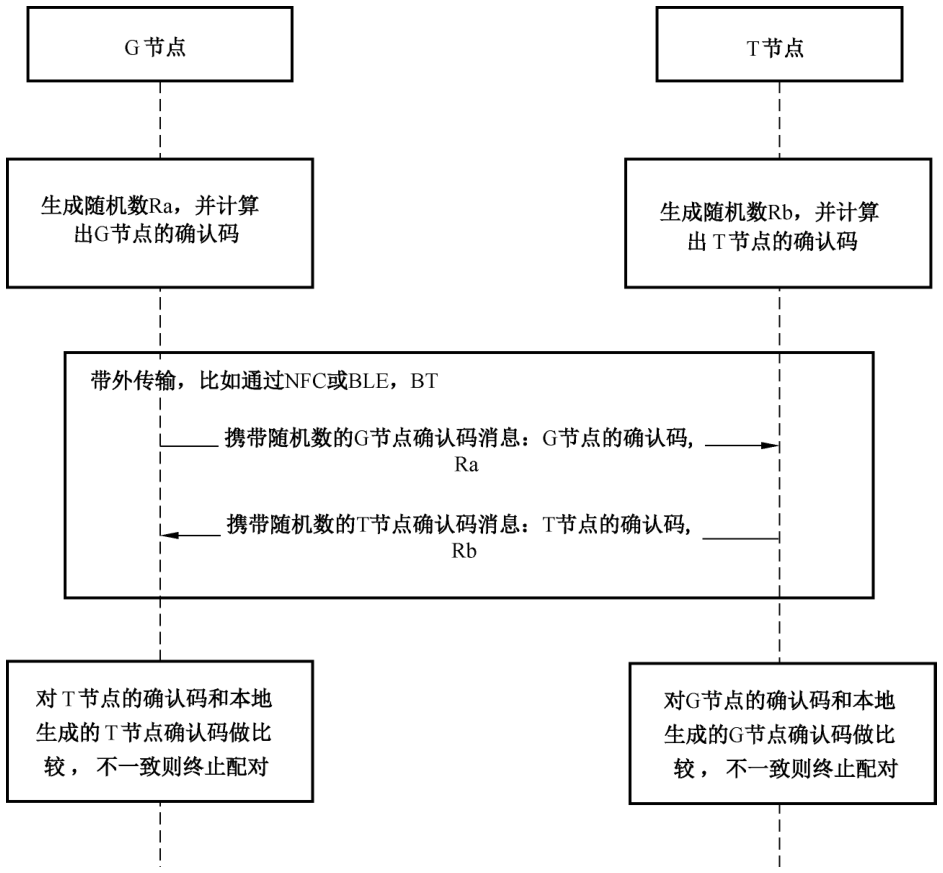 G 节点
T 节点
生成随机数Ra，并计算
出G节点的确认码
生成随机数Rb，并计算
出 T 节点的确认码
带外传输，比如通过NFC或BLE，BT
携带随机数的G节点确认码消息：G节点的确认码,
Ra
携带随机数的T节点确认码消息：T节点的确认码,
Rb
对 T 节点的确认码和本地
生成的 T 节点确认码做比
较， 不一致则终止配对
对G节点的确认码和本地
生成的G节点确认码做比
较， 不一致则终止配对